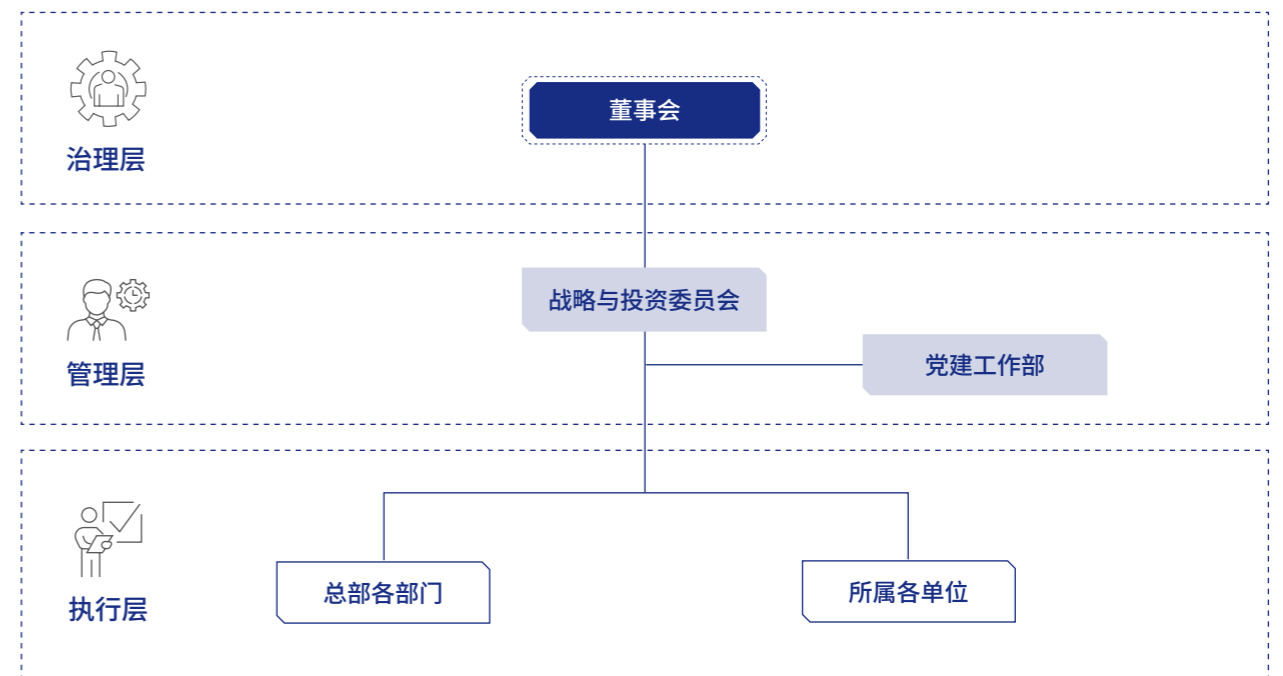 董事会
治理层
战略与投资委员会
党建工作部
管理层
总部各部门
所属各单位
执行层